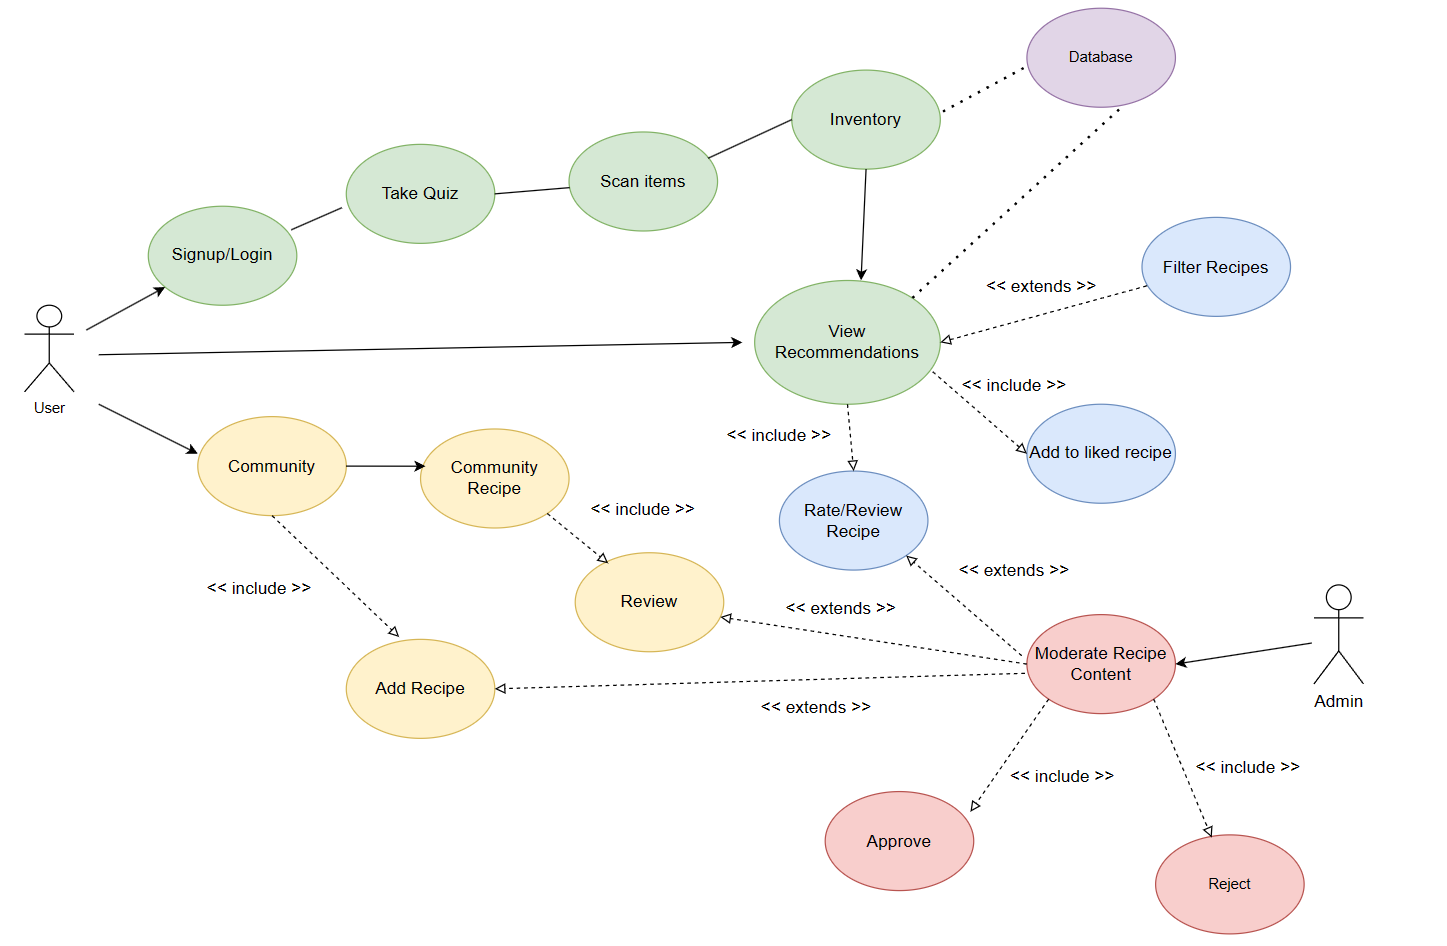 Database
Inventory
Scan items
Take Quiz
Signup/Login
Filter Recipes
<< extends >>
View
Recommendations
<< include >>
User
<< include >>
Add to liked recipe
Community
Community
Recipe
<< include >>
Rate/Review
Recipe
<< extends >>
<< include >>
Review
<< extends >>
Moderate Recipe
Content
Add Recipe
<< extends >>
Admin
<< include >>
<< include >>
Approve
Reject